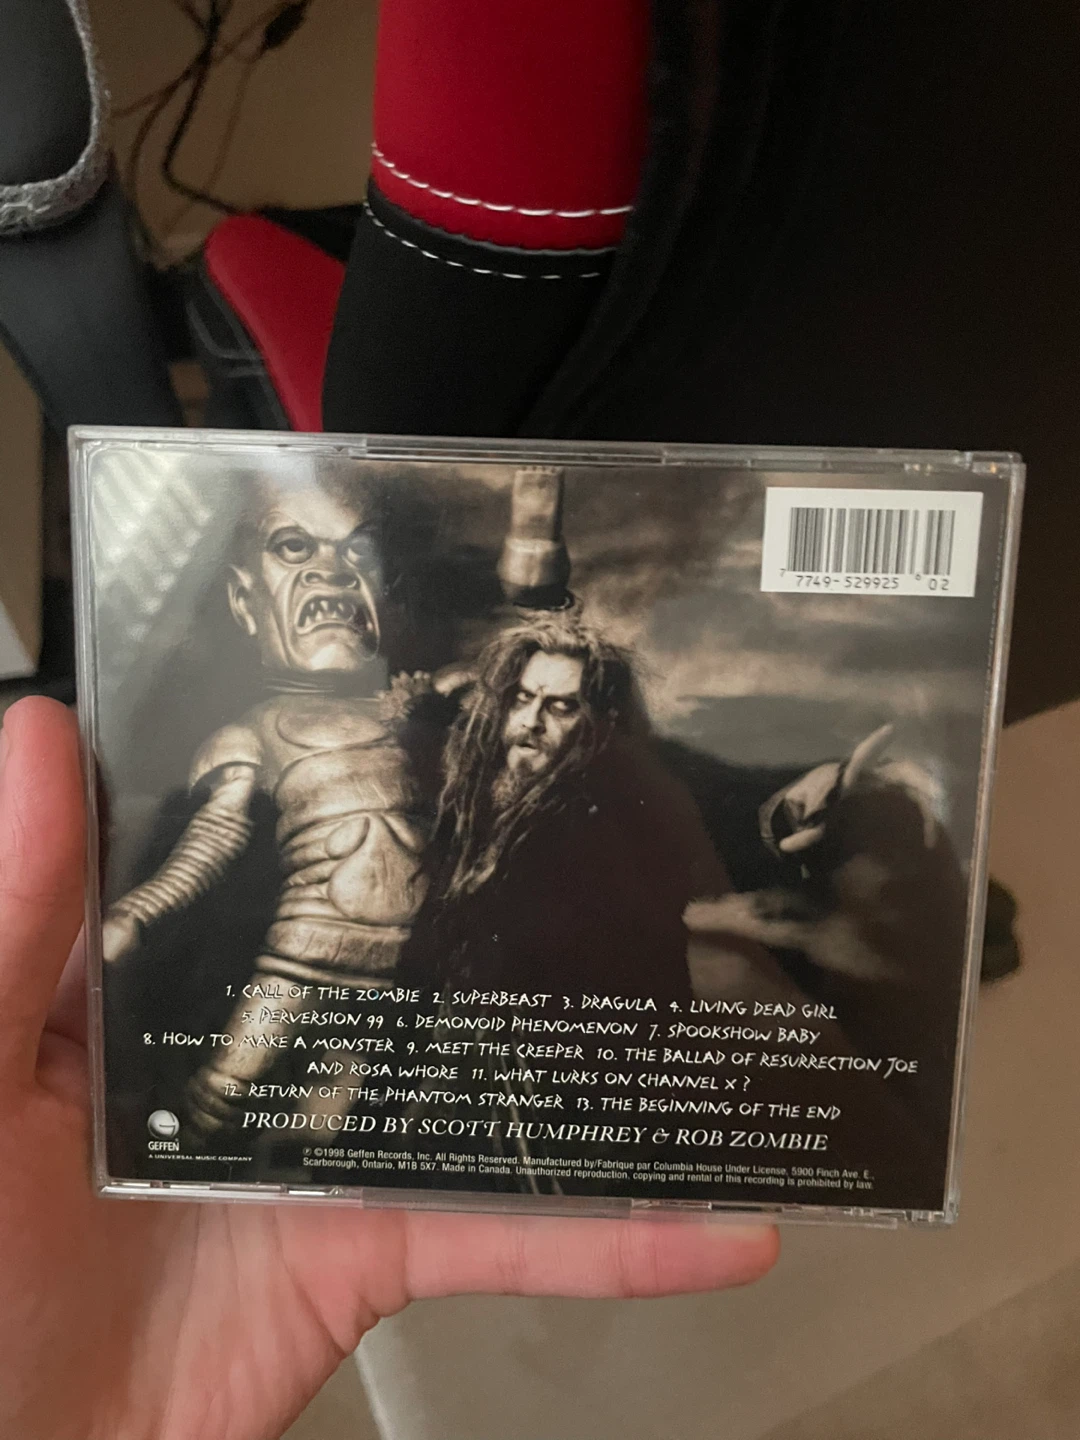 7 7749-529925 6 02
1. CALL OF THE ZOMBIE 2. SUPERBEAST 3. DRAGULA 4. LIVING DEAD GIRL
5. PERVERSION 99 6. DEMONOID PHENOMENON 7. SPOOKSHOW BABY
8. HOW TO MAKE A MONSTER 9. MEET THE CREEPER 10. THE BALLAD OF RESURRECTION JOE
AND ROSA WHORE 11. WHAT LURKS ON CHANNEL X ?
12. RETURN OF THE PHANTOM STRANGER 13. THE BEGINNING OF THE END
PRODUCED BY SCOTT HUMPHREY & ROB ZOMBIE
GEFFEN
A UNIVERSAL MUSIC COMPANY
℗ ©1998 Geffen Records, Inc. All Rights Reserved. Manufactured by/Fabrique par Columbia House Under License, 5900 Finch Ave. E.,
Scarborough, Ontario, M1B 5X7. Made in Canada. Unauthorized reproduction, copying and rental of this recording is prohibited by law.